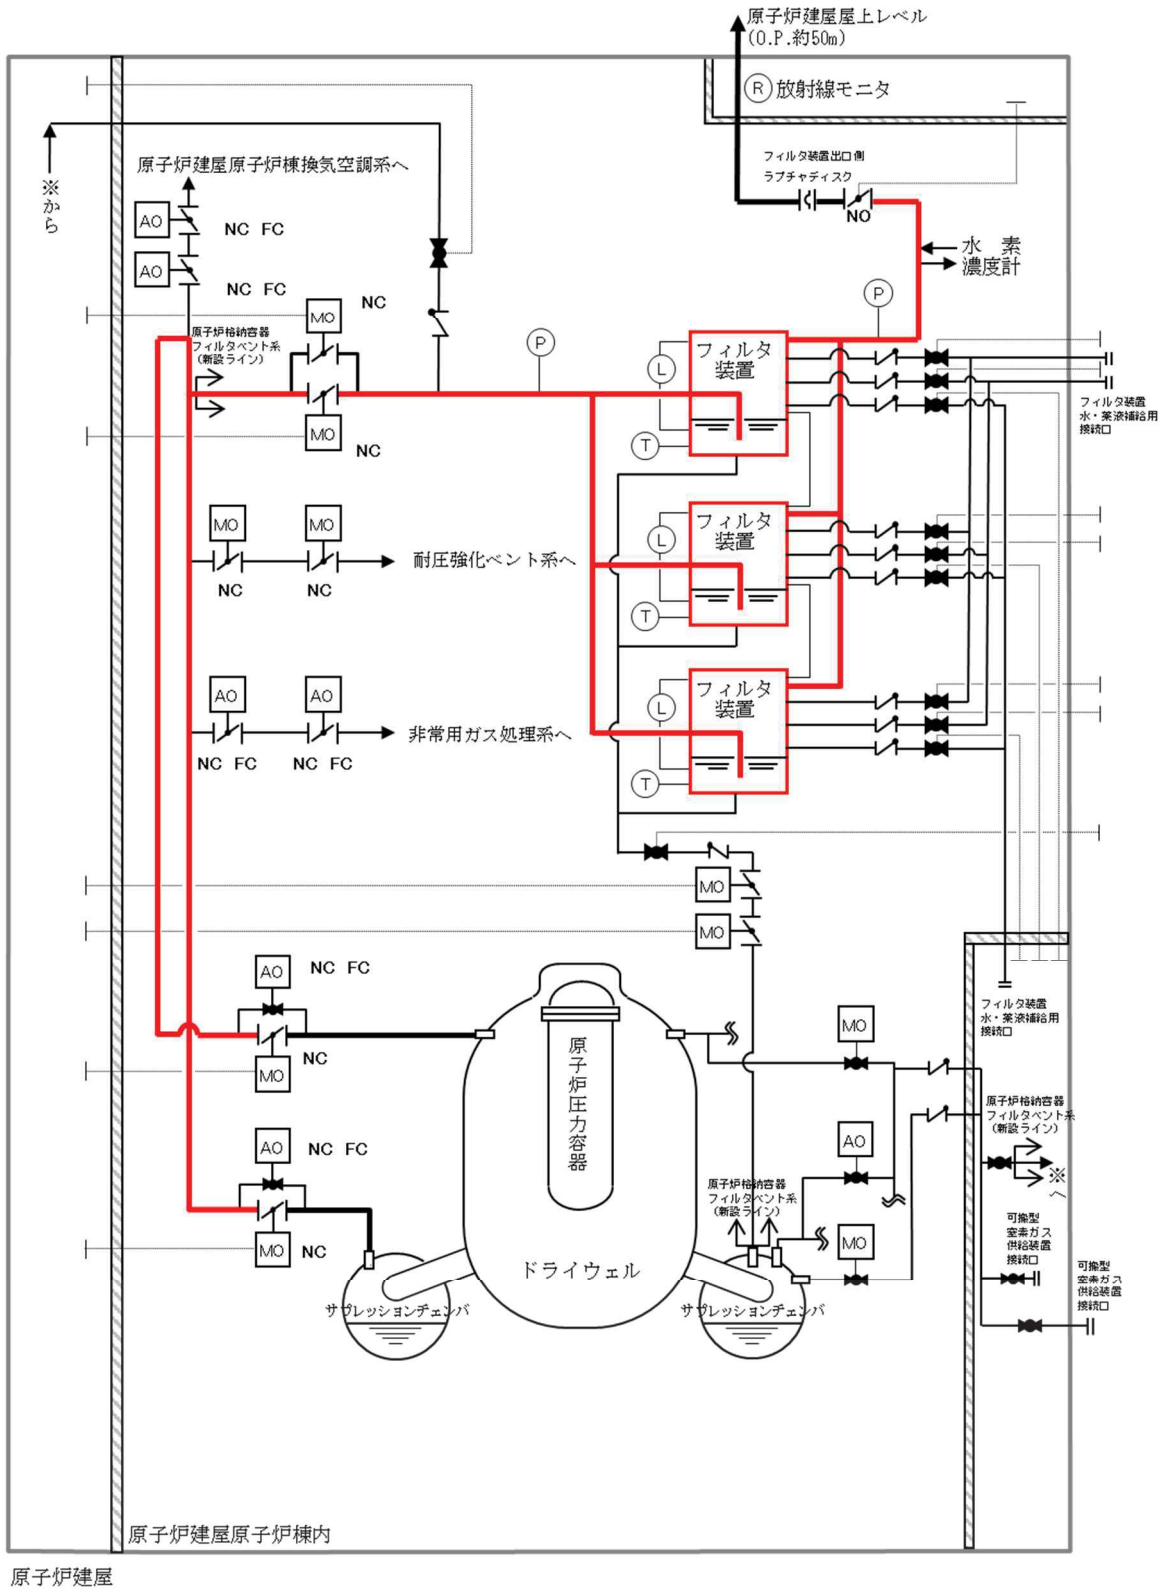 原子炉建屋屋上レベル
(O.P.約50m)
R 放射線モニタ
フィルタ装置出口側
ラプチャディスク
NO
水 素
濃度計
※から
原子炉建屋原子炉棟換気空調系へ
AO
NC FC
AO
NC FC
原子炉格納容器
フィルタベント系
(新設ライン)
MO
NC
MO
NC
P
P
L
T
フィルタ
装置
フィルタ装置
水・薬液補給用
接続口
MO
NC
MO
NC
耐圧強化ベント系へ
L
T
フィルタ
装置
AO
NC FC
AO
NC FC
非常用ガス処理系へ
L
T
フィルタ
装置
MO
MO
フィルタ装置
水・薬液補給用
接続口
AO
NC FC
MO
NC
AO
NC FC
MO
NC
原子炉圧力容器
ドライウェル
サプレッションチェンバ
サプレッションチェンバ
原子炉格納容器
フィルタベント系
(新設ライン)
MO
AO
MO
原子炉格納容器
フィルタベント系
(新設ライン)
※へ
可搬型
窒素ガス
供給装置
接続口
可搬型
窒素ガス
供給装置
接続口
原子炉建屋原子炉棟内
原子炉建屋